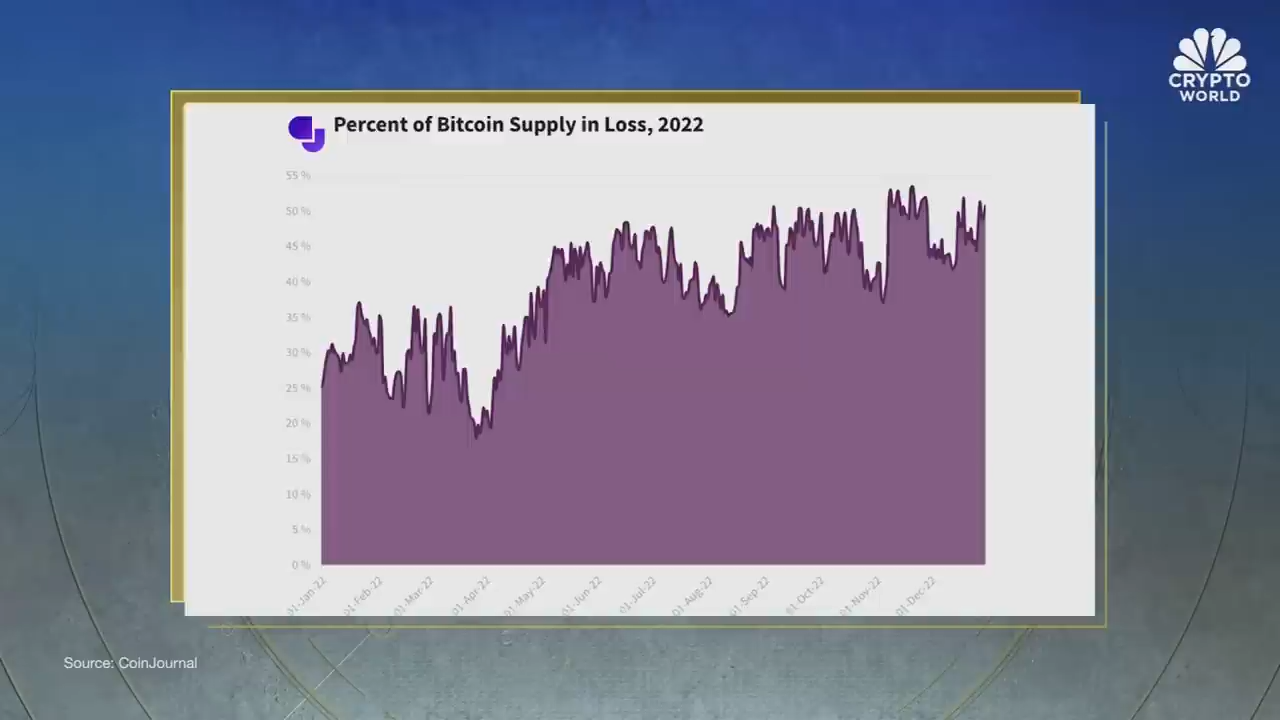 CRYPTO
WORLD
Percent of Bitcoin Supply in Loss, 2022
55 %
50 %
45 %
40 %
35 %
30 %
25 %
20 %
15 %
10 %
5 %
0 %
01-Jan-22
01-Feb-22
01-Mar-22
01-Apr-22
01-May-22
01-Jun-22
01-Jul-22
01-Aug-22
01-Sep-22
01-Oct-22
01-Nov-22
01-Dec-22
Source: CoinJournal